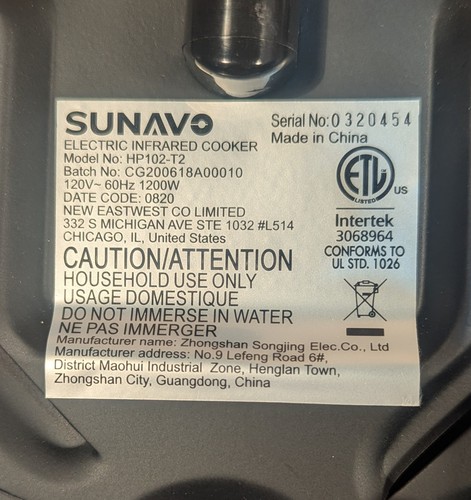 SUNAVO
Serial No:0320454
Made in China
ELECTRIC INFRARED COOKER
Model No: HP102-T2
Batch No: CG200618A00010
120V~ 60Hz 1200W
DATE CODE: 0820
NEW EASTWEST CO LIMITED
332 S MICHIGAN AVE STE 1032 #L514
CHICAGO, IL, United States
ETL
LISTED
US
Intertek
3068964
CONFORMS TO
UL STD. 1026
CAUTION/ATTENTION
HOUSEHOLD USE ONLY
USAGE DOMESTIQUE
DO NOT IMMERSE IN WATER
NE PAS IMMERGER
Manufacturer name: Zhongshan Songjing Elec.Co., Ltd
Manufacturer address: No.9 Lefeng Road 6#,
District Maohui Industrial Zone, Henglan Town,
Zhongshan City, Guangdong, China